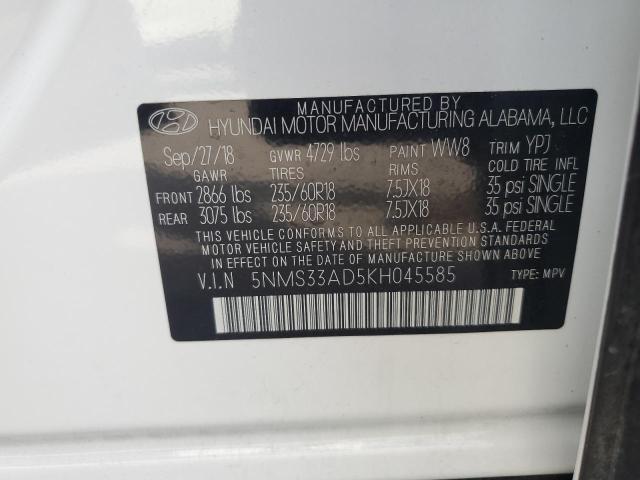 MANUFACTURED BY
HYUNDAI MOTOR MANUFACTURING ALABAMA, LLC
Sep/27/18 GVWR 4729 lbs PAINT WW8 TRIM YPJ
GAWR TIRES RIMS COLD TIRE INFL
FRONT 2866 lbs 235/60R18 7.5JX18 35 psi SINGLE
REAR 3075 lbs 235/60R18 7.5JX18 35 psi SINGLE
THIS VEHICLE CONFORMS TO ALL APPLICABLE U.S.A. FEDERAL
MOTOR VEHICLE SAFETY AND THEFT PREVENTION STANDARDS
IN EFFECT ON THE DATE OF MANUFACTURE SHOWN ABOVE.
V.I.N 5NMS33AD5KH045585 TYPE: MPV